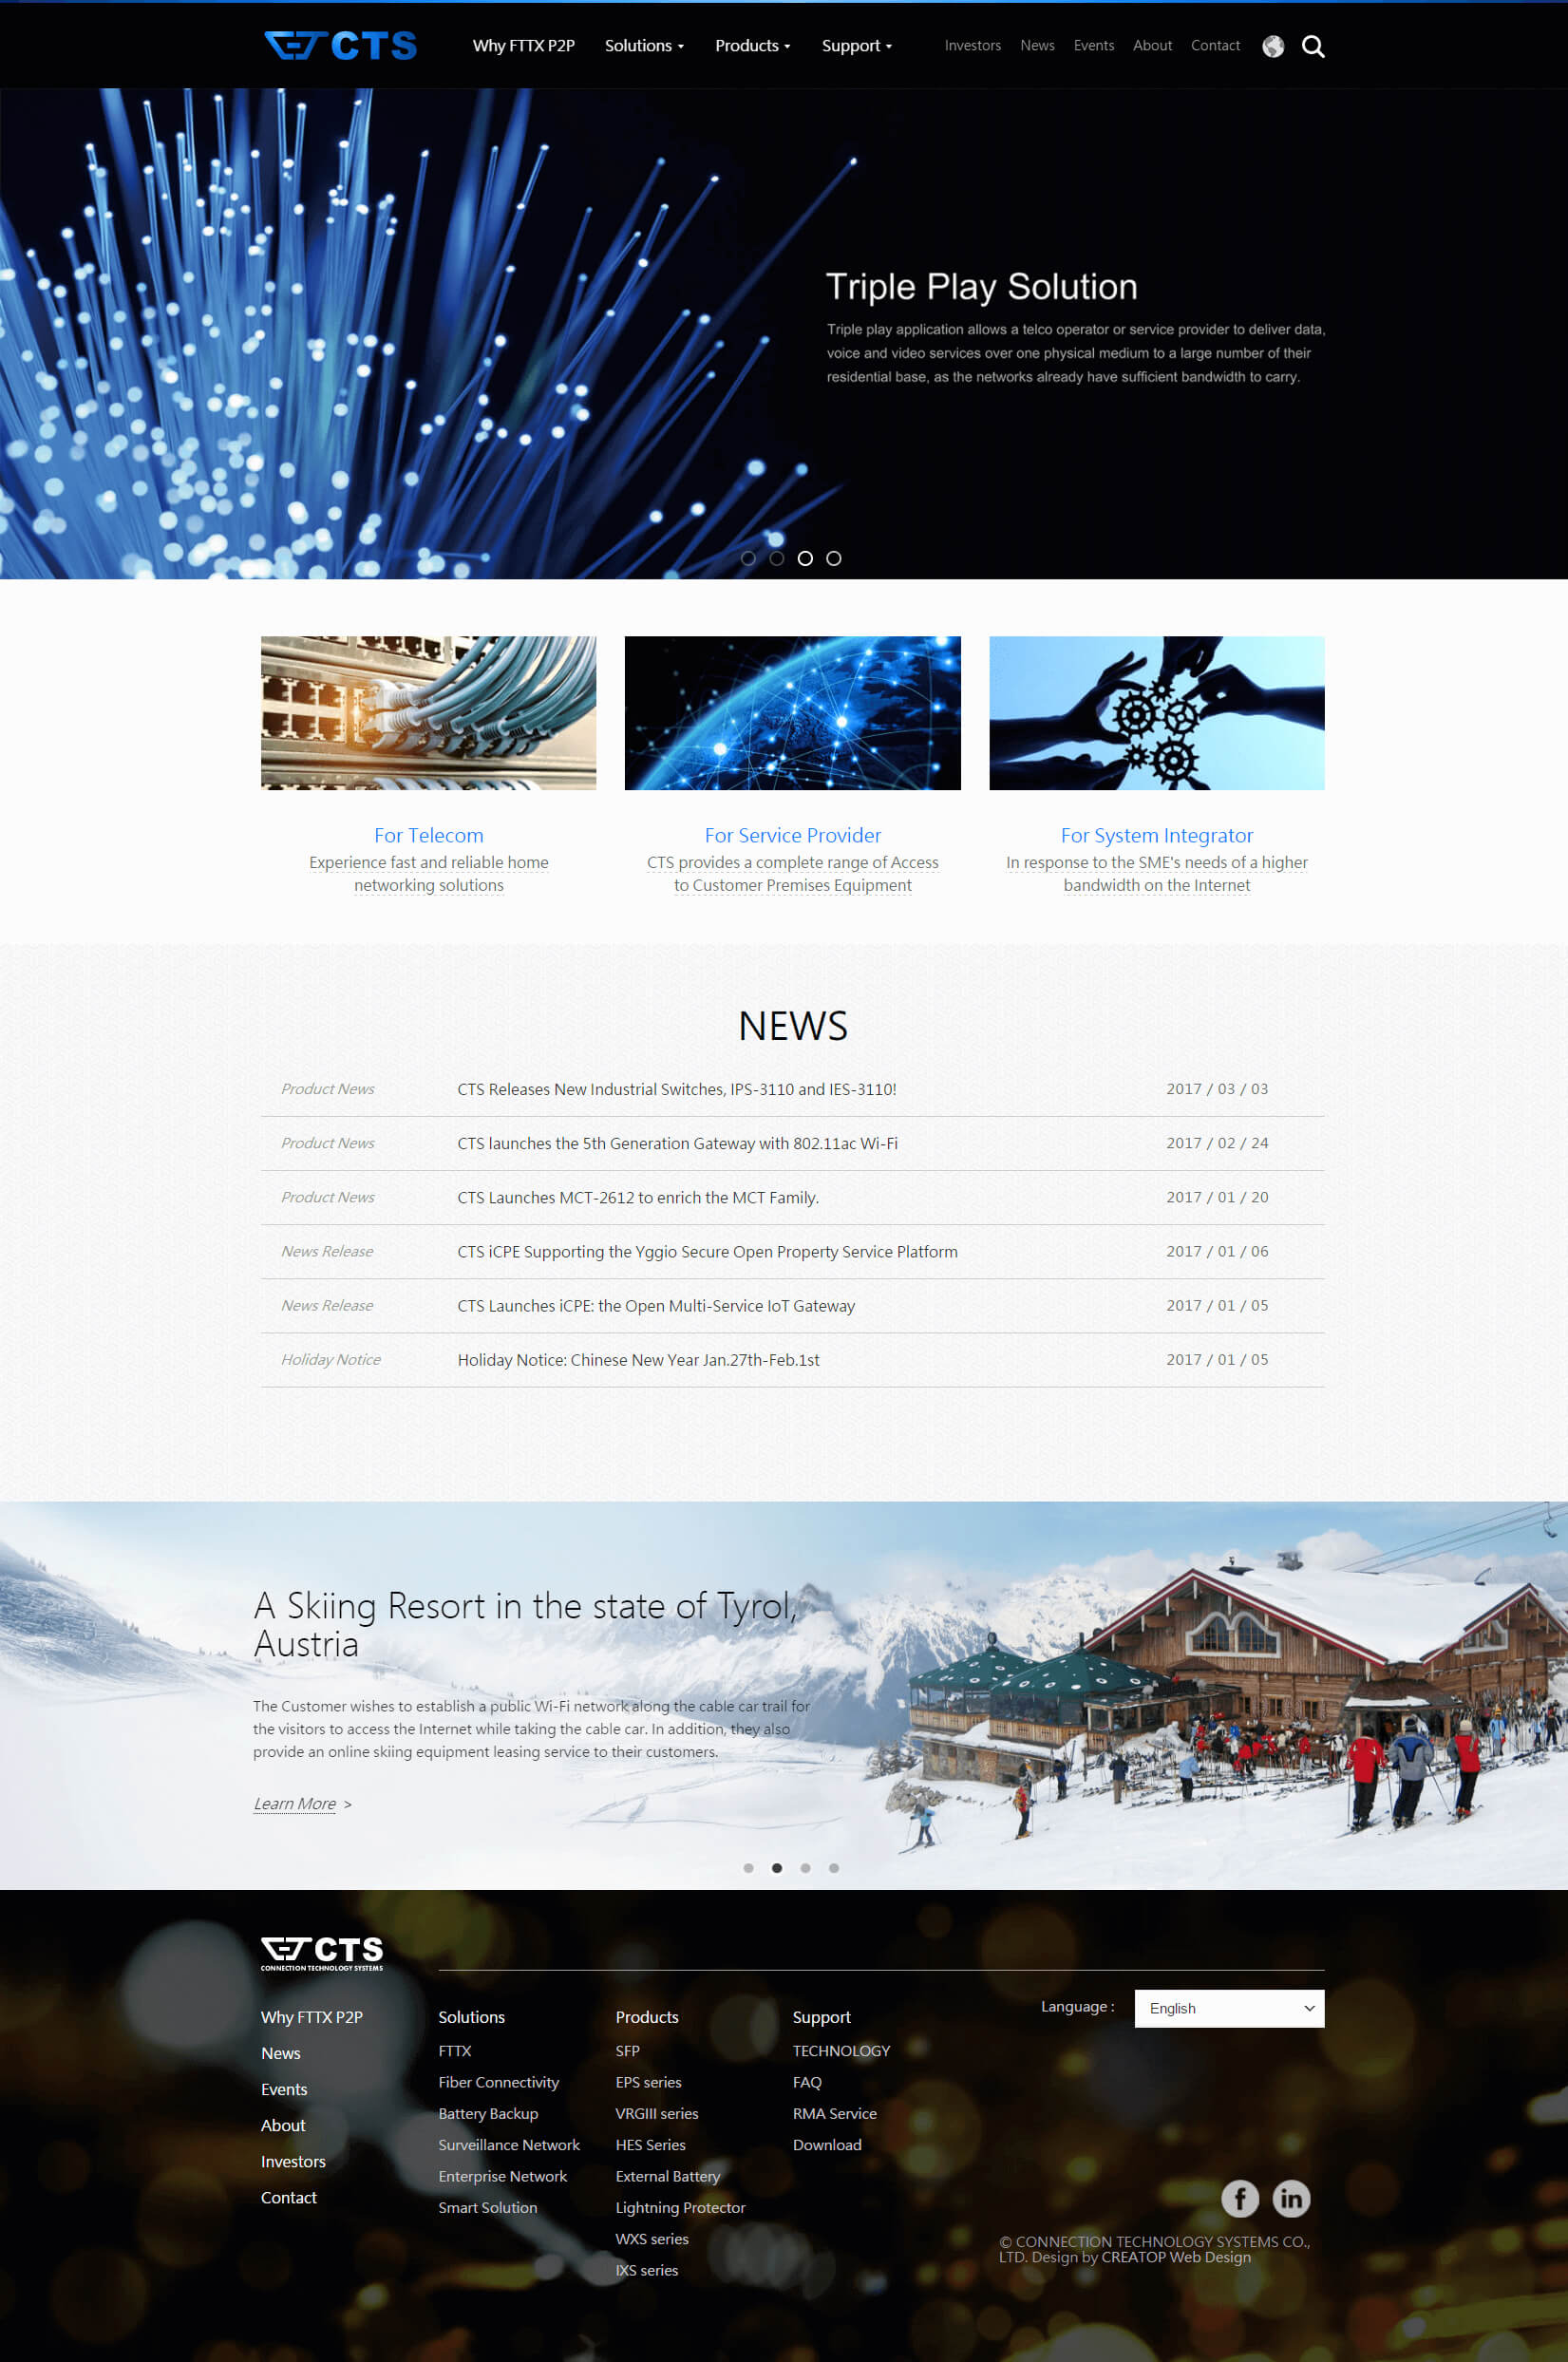 CTS
Why FTTX P2P Solutions Products Support Investors News Events About Contact
Triple Play Solution
Triple play application allows a telco operator or service provider to deliver data,
voice and video services over one physical medium to a large number of their
residential base, as the networks already have sufficient bandwidth to carry.
For Telecom
Experience fast and reliable home
networking solutions
For Service Provider
CTS provides a complete range of Access
to Customer Premises Equipment
For System Integrator
In response to the SME's needs of a higher
bandwidth on the Internet
NEWS
Product News CTS Releases New Industrial Switches, IPS-3110 and IES-3110! 2017 / 03 / 03
Product News CTS launches the 5th Generation Gateway with 802.11ac Wi-Fi 2017 / 02 / 24
Product News CTS Launches MCT-2612 to enrich the MCT Family. 2017 / 01 / 20
News Release CTS iCPE Supporting the Yggio Secure Open Property Service Platform 2017 / 01 / 06
News Release CTS Launches iCPE: the Open Multi-Service IoT Gateway 2017 / 01 / 05
Holiday Notice Holiday Notice: Chinese New Year Jan.27th-Feb.1st 2017 / 01 / 05
A Skiing Resort in the state of Tyrol,
Austria
The Customer wishes to establish a public Wi-Fi network along the cable car trail for
the visitors to access the Internet while taking the cable car. In addition, they also
provide an online skiing equipment leasing service to their customers.
Learn More >
CTS
CONNECTION TECHNOLOGY SYSTEMS
Why FTTX P2P
News
Events
About
Investors
Contact
Solutions
FTTX
Fiber Connectivity
Battery Backup
Surveillance Network
Enterprise Network
Smart Solution
Products
SFP
EPS series
VRGIII series
HES Series
External Battery
Lightning Protector
WXS series
IXS series
Support
TECHNOLOGY
FAQ
RMA Service
Download
Language : English
f in
© CONNECTION TECHNOLOGY SYSTEMS CO.,
LTD. Design by CREATOP Web Design